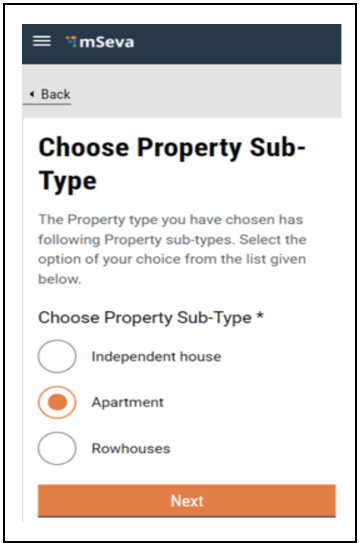 mSeva
Back
Choose Property Sub-
Type
The Property type you have chosen has
following Property sub-types. Select the
option of your choice from the list given
below.
Choose Property Sub-Type *
Independent house
Apartment
Rowhouses
Next